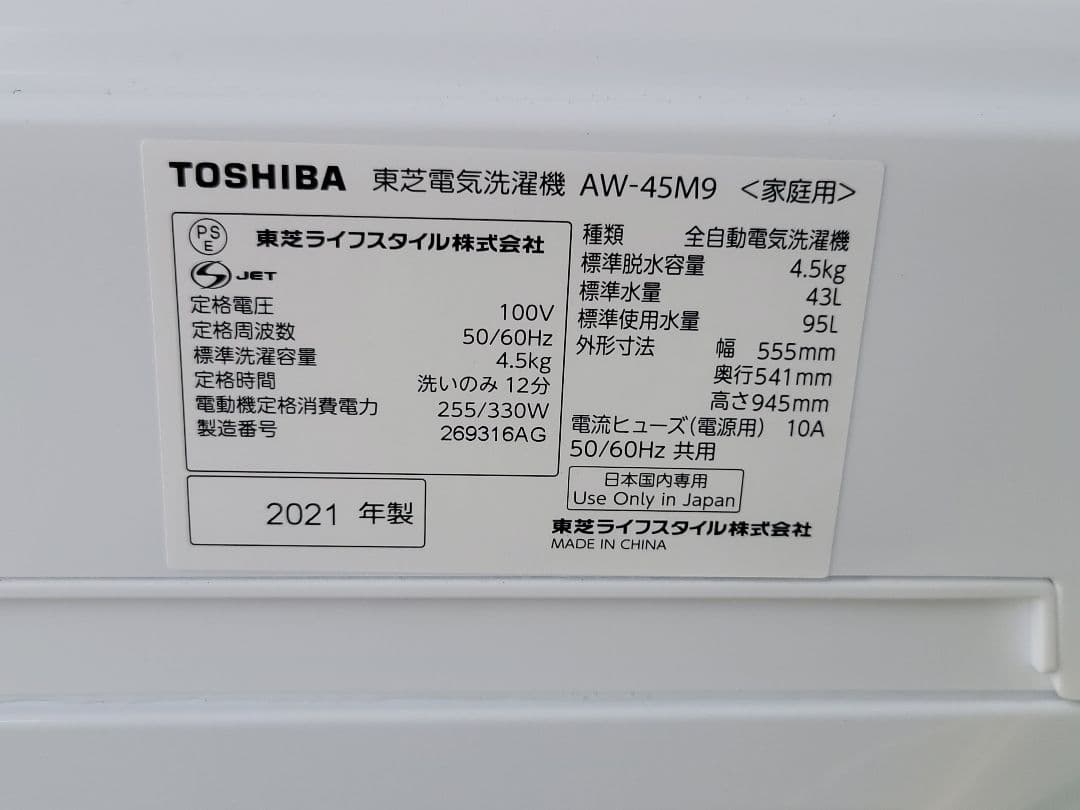 TOSHIBA 東芝電気洗濯機 AW-45M9 <家庭用>
PS
E
東芝ライフスタイル株式会社
JET
定格電圧 100V
定格周波数 50/60Hz
標準洗濯容量 4.5kg
定格時間 洗いのみ 12分
電動機定格消費電力 255/330W
製造番号 269316AG
2021 年製
種類 全自動電気洗濯機
標準脱水容量 4.5kg
標準水量 43L
標準使用水量 95L
外形寸法 幅 555mm
奥行541mm
高さ945mm
電流ヒューズ(電源用) 10A
50/60Hz 共用
日本国内専用
Use Only in Japan
東芝ライフスタイル株式会社
MADE IN CHINA